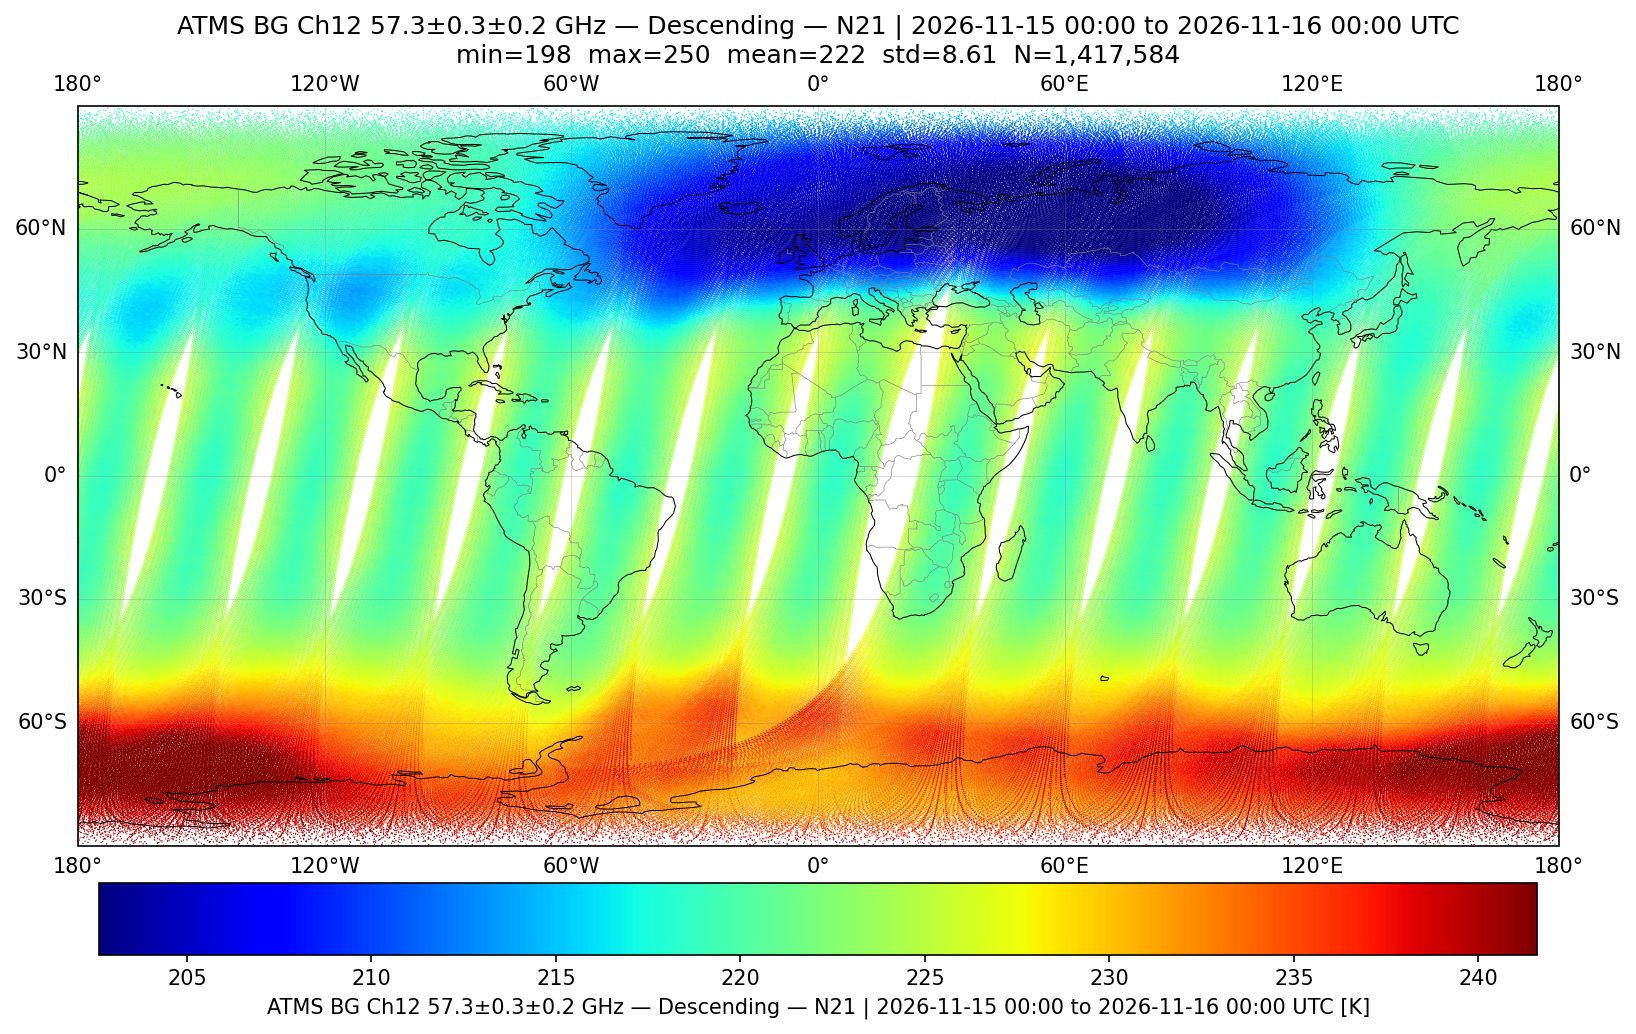 ATMS BG Ch12 57.3±0.3±0.2 GHz — Descending — N21 | 2026-11-15 00:00 to 2026-11-16 00:00 UTC
min=198  max=250  mean=222  std=8.61  N=1,417,584
180° 120°W 60°W 0° 60°E 120°E 180°
60°N 60°N
30°N 30°N
0° 0°
30°S 30°S
60°S 60°S
180° 120°W 60°W 0° 60°E 120°E 180°
205 210 215 220 225 230 235 240
ATMS BG Ch12 57.3±0.3±0.2 GHz — Descending — N21 | 2026-11-15 00:00 to 2026-11-16 00:00 UTC [K]